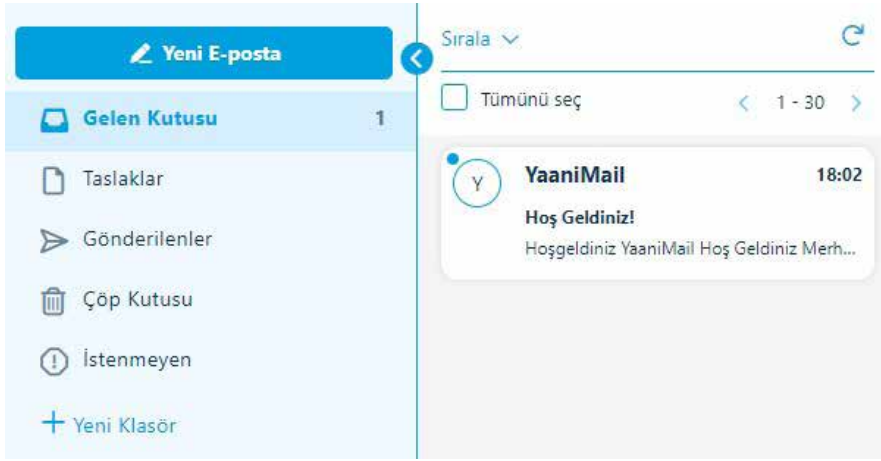 Yeni E-posta
Gelen Kutusu 1
Taslaklar
Gönderilenler
Çöp Kutusu
İstenmeyen
Yeni Klasör
Sırala
Tümünü seç
1 - 30
Y
YaaniMail 18:02
Hoş Geldiniz!
Hoşgeldiniz YaaniMail Hoş Geldiniz Merh...